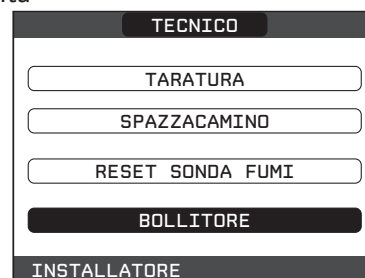 TECNICO
TARATURA
SPAZZACAMINO
RESET SONDA FUMI
BOLLITORE
INSTALLATORE